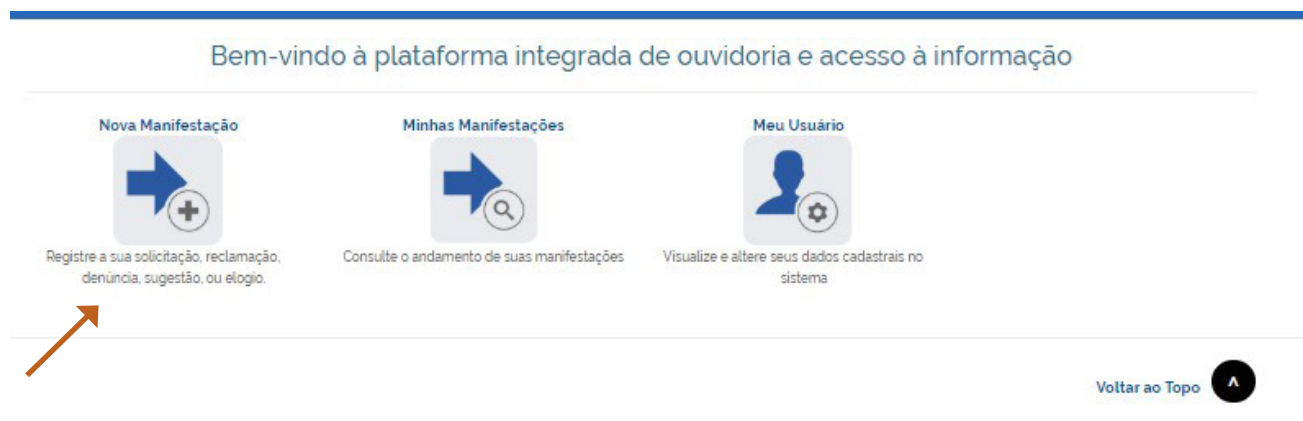 Bem-vindo à plataforma integrada de ouvidoria e acesso à informação
Nova Manifestação
Registre a sua solicitação, reclamação,
denúncia, sugestão, ou elogio.
Minhas Manifestações
Consulte o andamento de suas manifestações
Meu Usuário
Visualize e altere seus dados cadastrais no
sistema
Voltar ao Topo